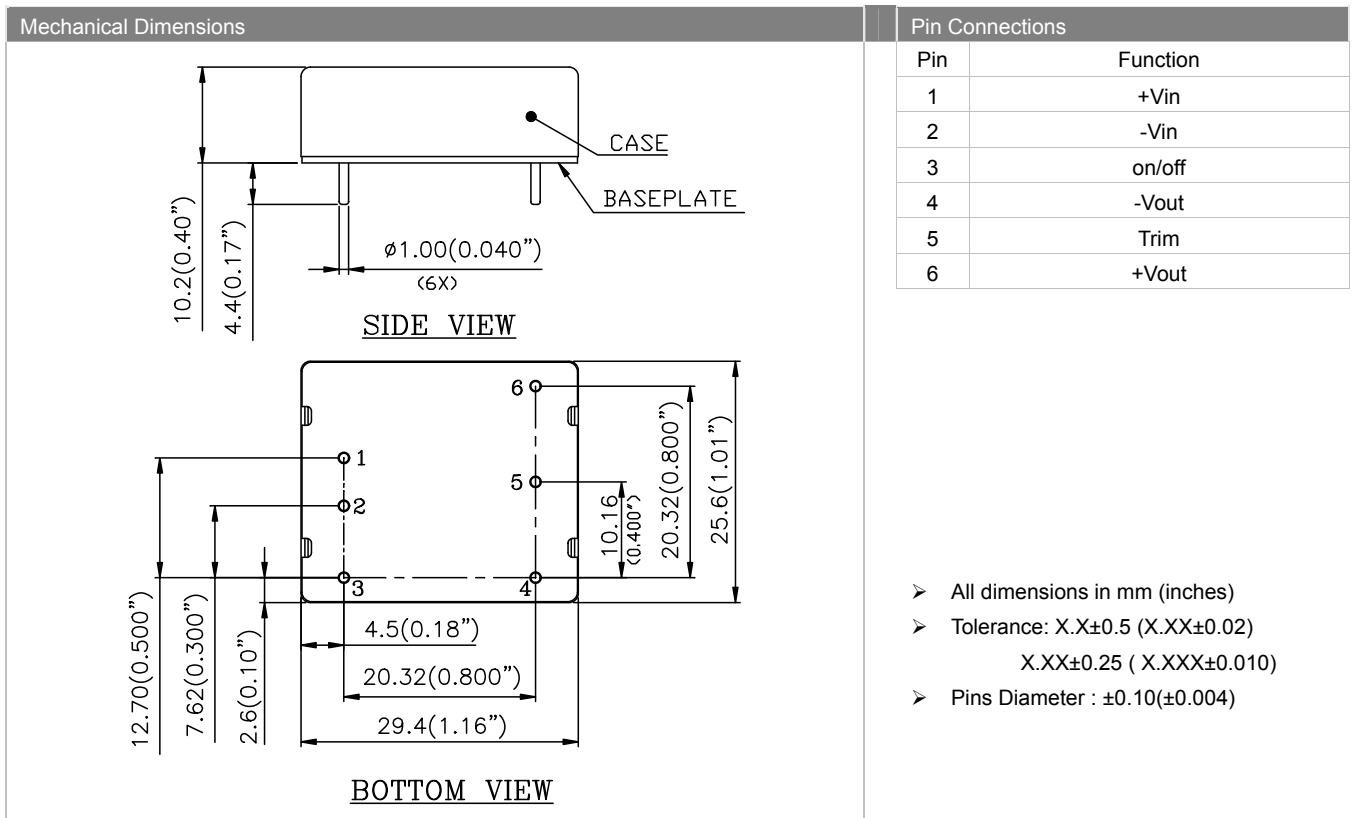 Mechanical Dimensions
CASE
BASEPLATE
10.2(0.40”)
4.4(0.17”)
ø1.00(0.040”)
(6X)
SIDE VIEW
6
1
5
2
3
4
10.16
(0.400")
20.32(0.800”)
25.6(1.01”)
12.70(0.500”)
7.62(0.300”)
2.6(0.10”)
4.5(0.18”)
20.32(0.800”)
29.4(1.16”)
BOTTOM VIEW
Pin Connections
Pin Function
1 +Vin
2 -Vin
3 on/off
4 -Vout
5 Trim
6 +Vout
➢ All dimensions in mm (inches)
➢ Tolerance: X.X±0.5 (X.XX±0.02)
X.XX±0.25 ( X.XXX±0.010)
➢ Pins Diameter : ±0.10(±0.004)